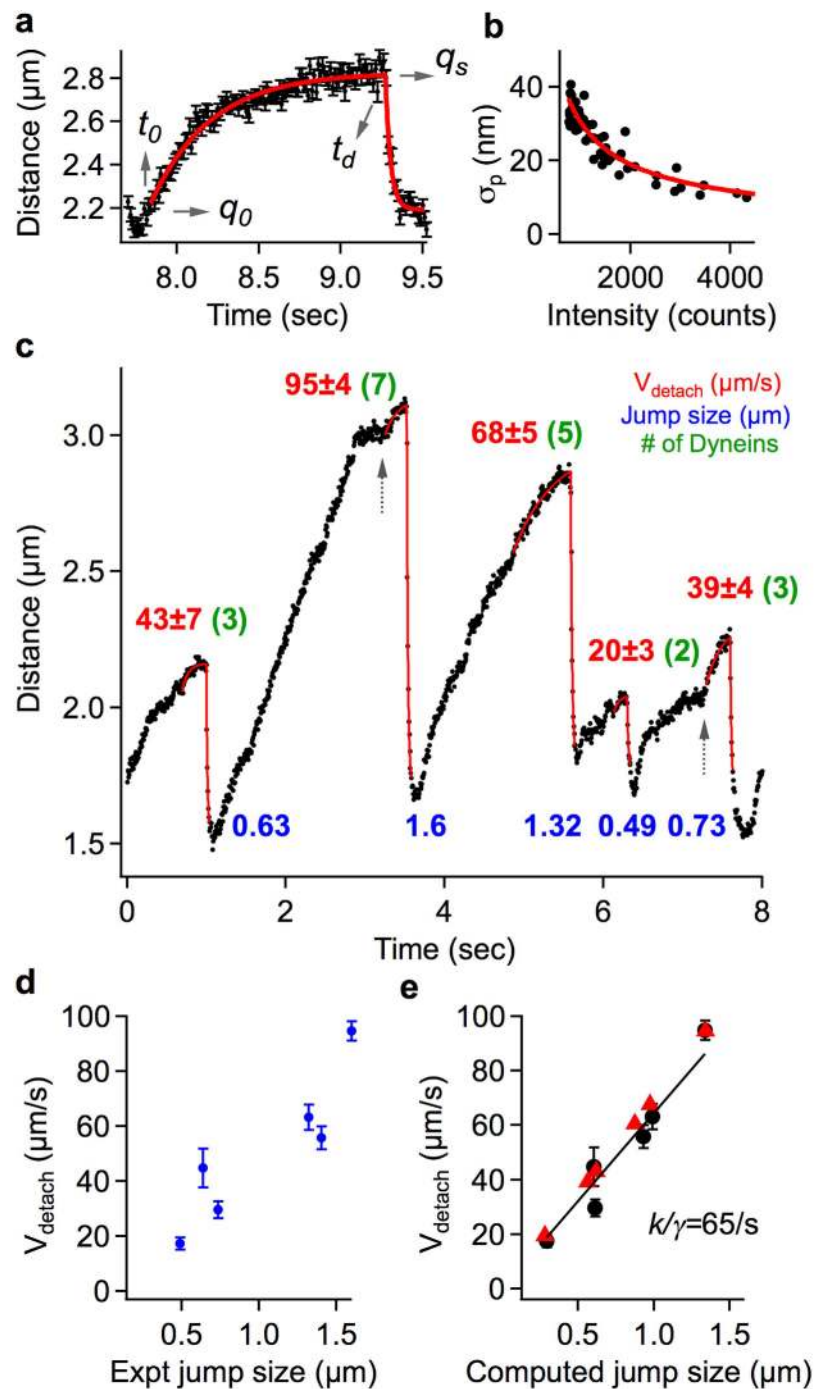 a
Distance (µm)
2.8
2.6
2.4
2.2
t0
q0
td
qs
8.0 8.5 9.0 9.5
Time (sec)
b
σp (nm)
40
20
0
2000 4000
Intensity (counts)
c
Distance (µm)
3.0
2.5
2.0
1.5
95±4 (7)
68±5 (5)
43±7 (3)
20±3 (2)
39±4 (3)
Vdetach (µm/s)
Jump size (µm)
# of Dyneins
0.63 1.6 1.32 0.49 0.73
0 2 4 6 8
Time (sec)
d
Vdetach (µm/s)
100
80
60
40
20
0
0.5 1.0 1.5
Expt jump size (µm)
e
Vdetach (µm/s)
100
80
60
40
20
0
k/γ=65/s
0.5 1.0 1.5
Computed jump size (µm)